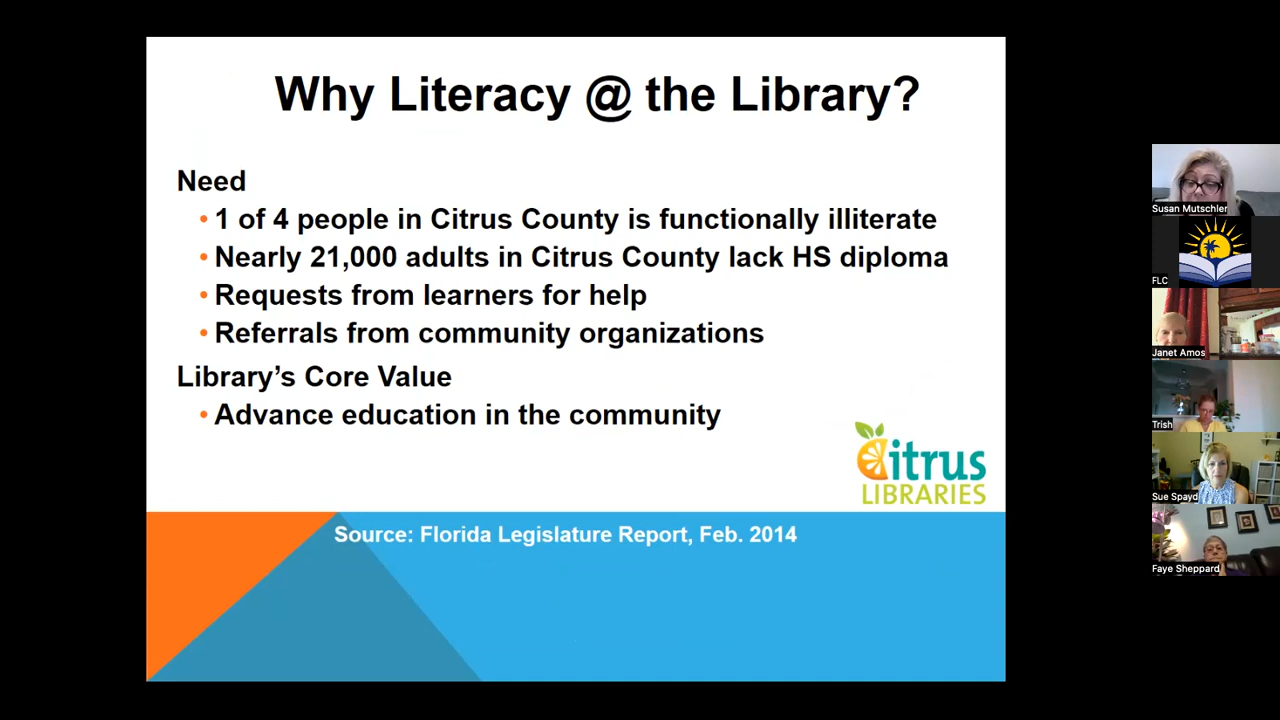 Why Literacy @ the Library?
Need
• 1 of 4 people in Citrus County is functionally illiterate
• Nearly 21,000 adults in Citrus County lack HS diploma
• Requests from learners for help
• Referrals from community organizations
Library's Core Value
• Advance education in the community
Citrus
LIBRARIES
Source: Florida Legislature Report, Feb. 2014
Susan Mutschler
FLC
Janet Amos
Trish
Sue Spayd
Faye Sheppard